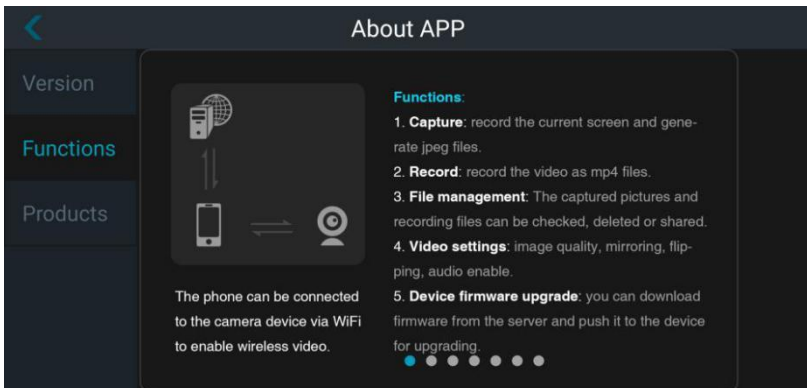 About APP
Version
Functions
Products
The phone can be connected
to the camera device via WiFi
to enable wireless video.
Functions:
1. Capture: record the current screen and gene-
rate jpeg files.
2. Record: record the video as mp4 files.
3. File management: The captured pictures and
recording files can be checked, deleted or shared.
4. Video settings: image quality, mirroring, flip-
ping, audio enable.
5. Device firmware upgrade: you can download
firmware from the server and push it to the device
for upgrading.